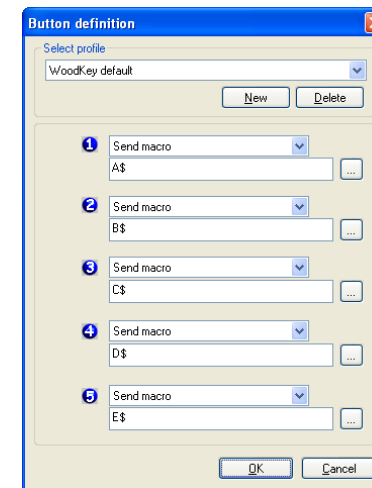 Button definition
Select profile
WoodKey default
New Delete
1 Send macro
A$ ...
2 Send macro
B$ ...
3 Send macro
C$ ...
4 Send macro
D$ ...
5 Send macro
E$ ...
OK Cancel